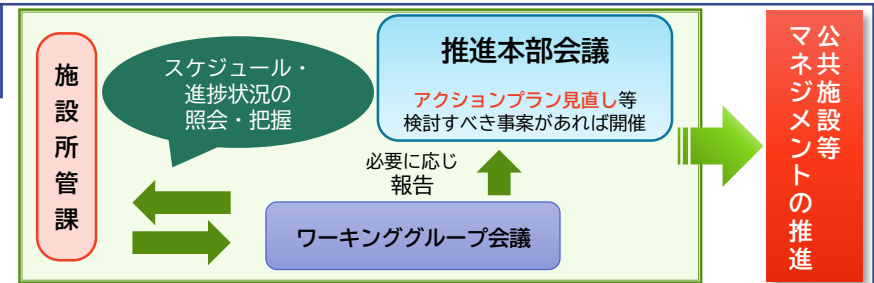 施設所管課
スケジュール・
進捗状況の
照会・把握
推進本部会議
アクションプラン見直し等
検討すべき事案があれば開催
必要に応じ
報告
ワーキンググループ会議
公共施設等
マネジメントの推進